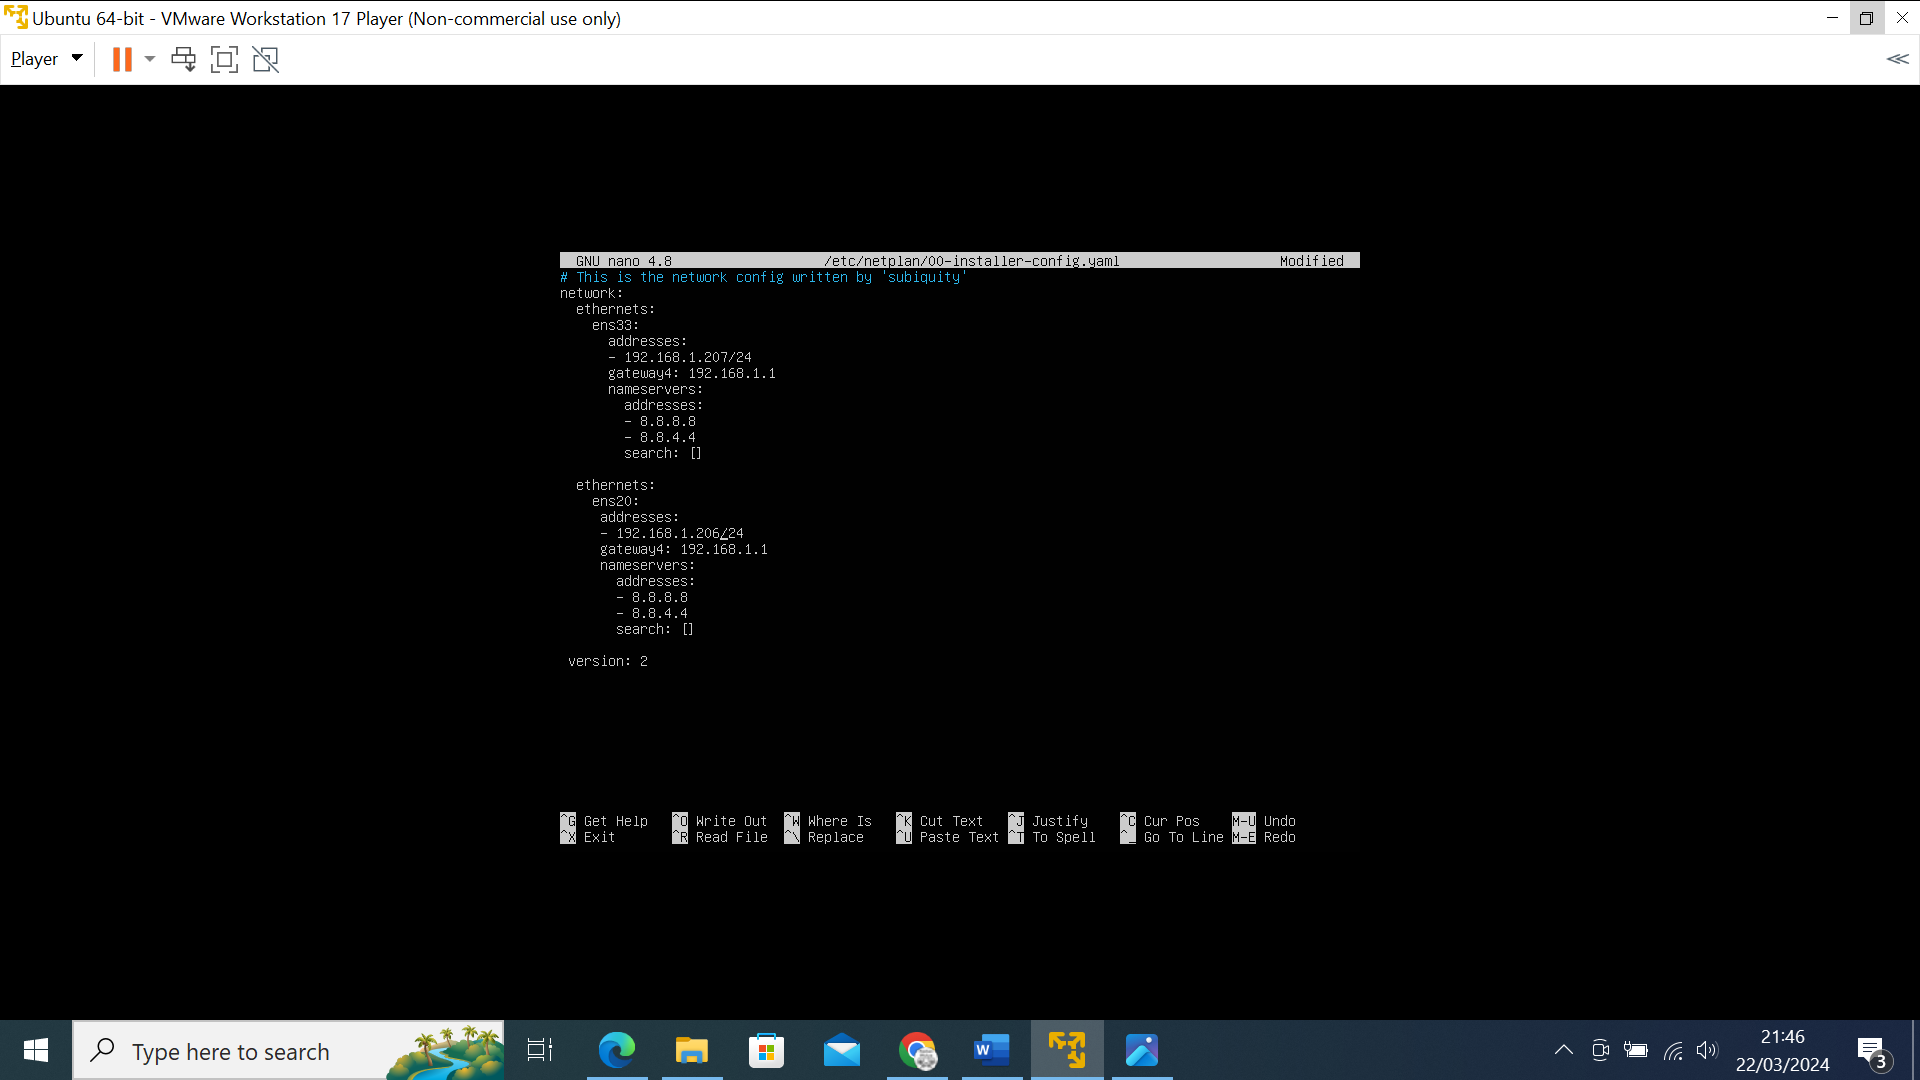 Ubuntu 64-bit - VMware Workstation 17 Player (Non-commercial use only)
Player
GNU nano 4.8 /etc/netplan/00-installer-config.yaml Modified
# This is the network config written by 'subiquity'
network:
  ethernets:
    ens33:
      addresses:
      - 192.168.1.207/24
      gateway4: 192.168.1.1
      nameservers:
        addresses:
        - 8.8.8.8
        - 8.8.4.4
        search: []
  ethernets:
    ens20:
     addresses:
     - 192.168.1.206/24
     gateway4: 192.168.1.1
     nameservers:
       addresses:
       - 8.8.8.8
       - 8.8.4.4
       search: []
 version: 2
^G Get Help ^O Write Out ^W Where Is ^K Cut Text ^J Justify ^C Cur Pos M-U Undo
^X Exit ^R Read File ^\ Replace ^U Paste Text ^T To Spell ^_ Go To Line M-E Redo
Type here to search
W
21:46
22/03/2024
3